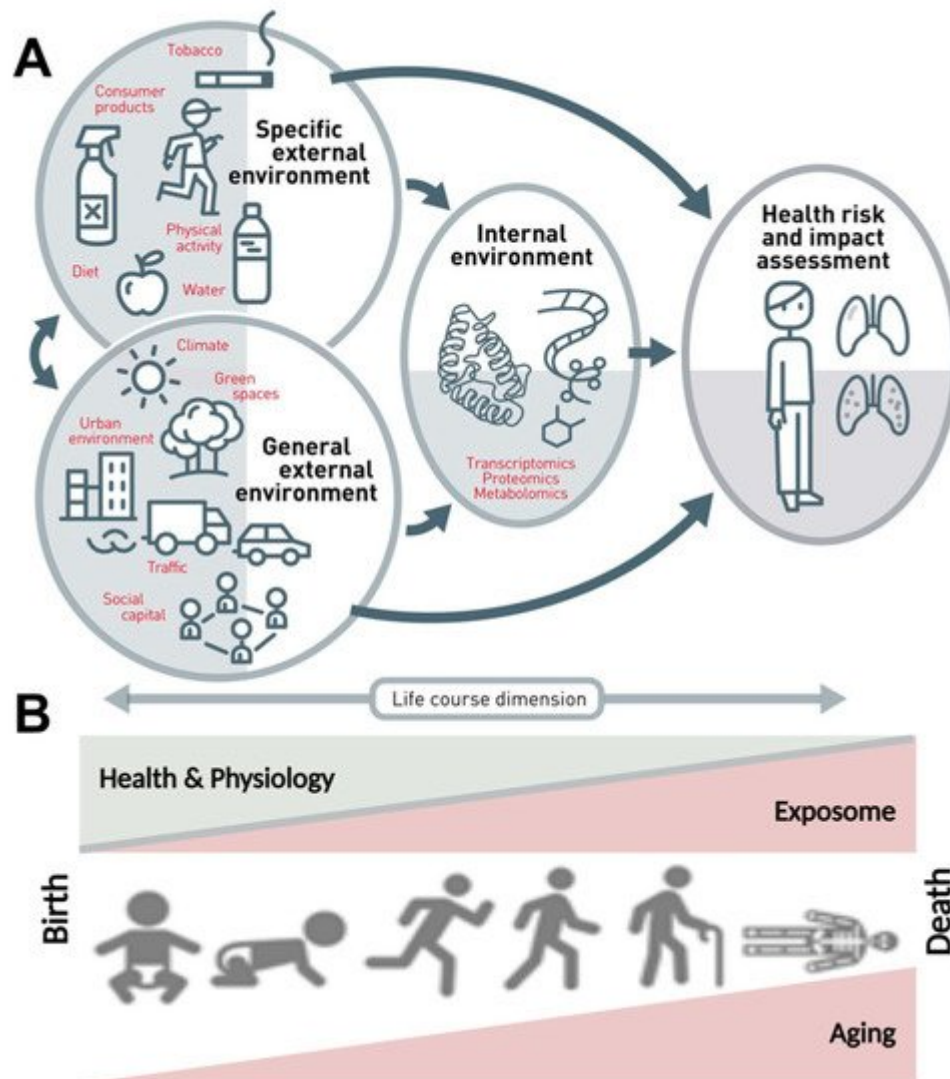 A
Tobacco
Consumer
products
Specific
external
environment
Physical
activity
Diet
Water
Climate
Green
spaces
Urban
environment
General
external
environment
Traffic
Social
capital
Internal
environment
Transcriptomics
Proteomics
Metabolomics
Health risk
and impact
assessment
Life course dimension
B
Health & Physiology
Exposome
Birth
Death
Aging